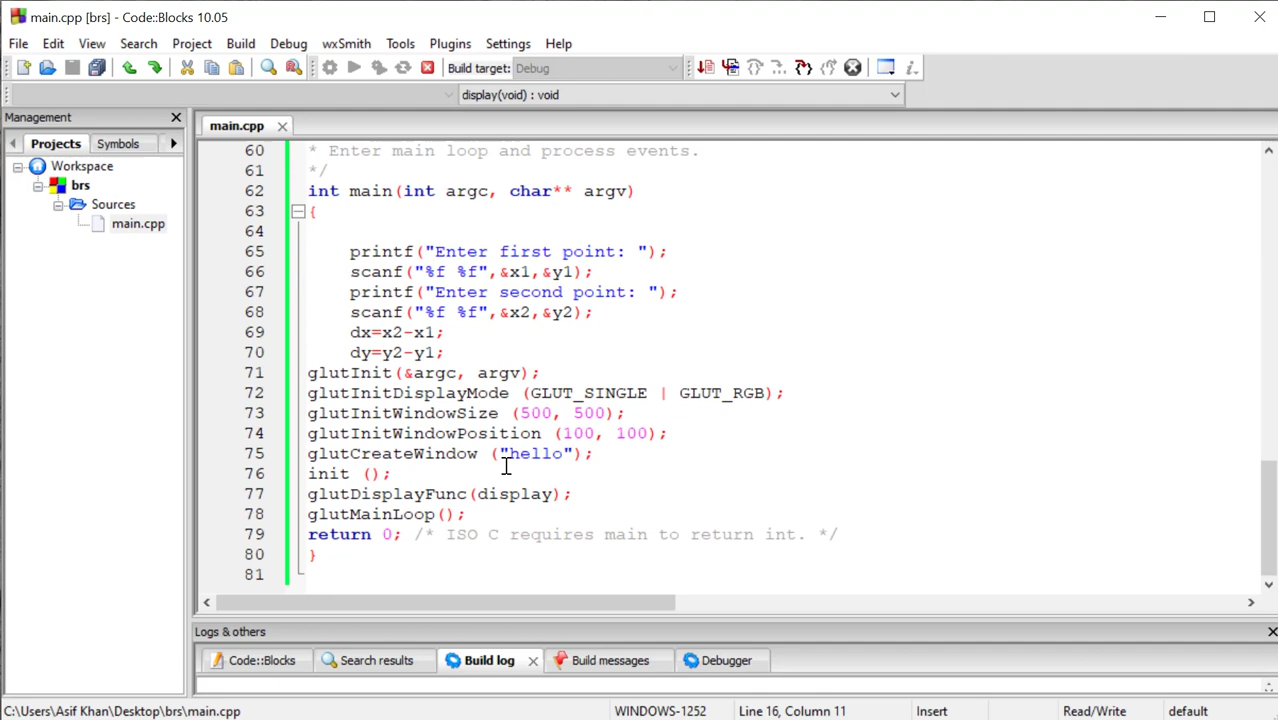 main.cpp [brs] - Code::Blocks 10.05
File Edit View Search Project Build Debug wxSmith Tools Plugins Settings Help
Build target: Debug
display(void) : void
Management
main.cpp
Projects Symbols
Workspace
brs
Sources
main.cpp
60 * Enter main loop and process events.
61 */
62 int main(int argc, char** argv)
63 {
64
65 printf("Enter first point: ");
66 scanf("%f %f",&x1,&y1);
67 printf("Enter second point: ");
68 scanf("%f %f",&x2,&y2);
69 dx=x2-x1;
70 dy=y2-y1;
71 glutInit(&argc, argv);
72 glutInitDisplayMode (GLUT_SINGLE | GLUT_RGB);
73 glutInitWindowSize (500, 500);
74 glutInitWindowPosition (100, 100);
75 glutCreateWindow ("hello");
76 init ();
77 glutDisplayFunc(display);
78 glutMainLoop();
79 return 0; /* ISO C requires main to return int. */
80 }
81
Logs & others
Code::Blocks Search results Build log Build messages Debugger
C:\Users\Asif Khan\Desktop\brs\main.cpp WINDOWS-1252 Line 16, Column 11 Insert Read/Write default